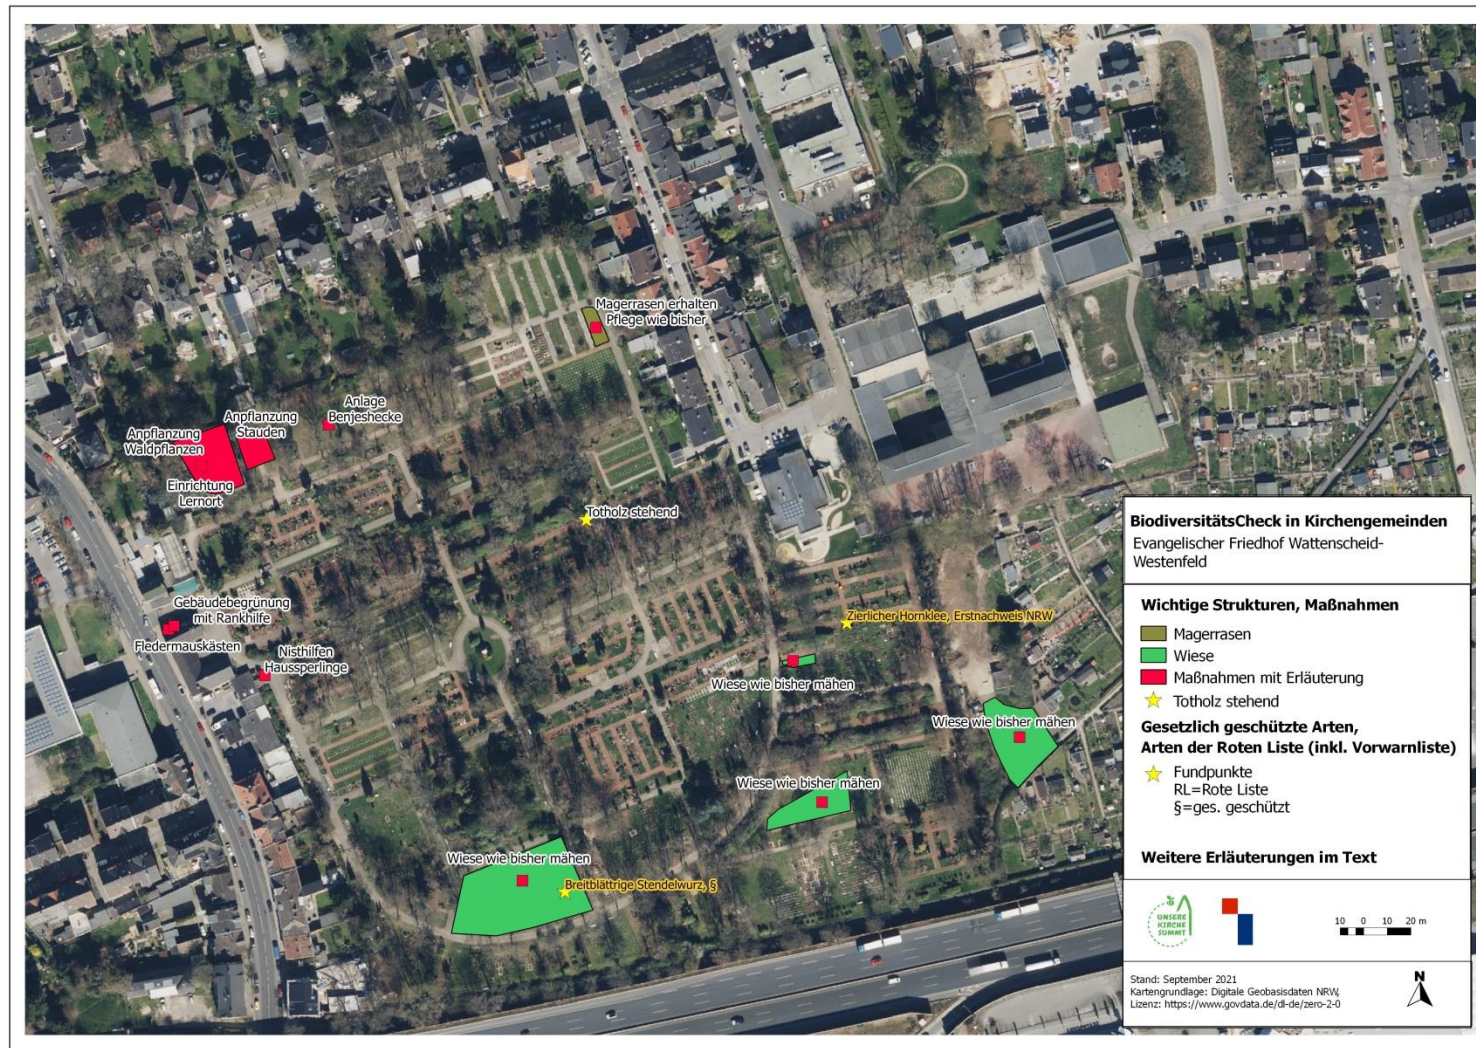 Magerrasen erhalten
Pflege wie bisher
Anlage
Benjeshecke
Anpflanzung
Stauden
Anpflanzung
Waldpflanzen
Einrichtung
Lernort
Totholz stehend
Gebäudebegrünung
mit Rankhilfe
Fledermauskästen
Nisthilfen
Haussperlinge
Zierlicher Hornklee, Erstnachweis NRW
Wiese wie bisher mähen
Wiese wie bisher mähen
Wiese wie bisher mähen
Wiese wie bisher mähen
Breitblättrige Stendelwurz, §
BiodiversitätsCheck in Kirchengemeinden
Evangelischer Friedhof Wattenscheid-
Westenfeld
Wichtige Strukturen, Maßnahmen
Magerrasen
Wiese
Maßnahmen mit Erläuterung
Totholz stehend
Gesetzlich geschützte Arten,
Arten der Roten Liste (inkl. Vorwarnliste)
Fundpunkte
RL=Rote Liste
§=ges. geschützt
Weitere Erläuterungen im Text
UNSERE
KIRCHE
SUMMT
10 0 10 20 m
Stand: September 2021
Kartengrundlage: Digitale Geobasisdaten NRW,
Lizenz: https://www.govdata.de/dl-de/zero-2-0
N